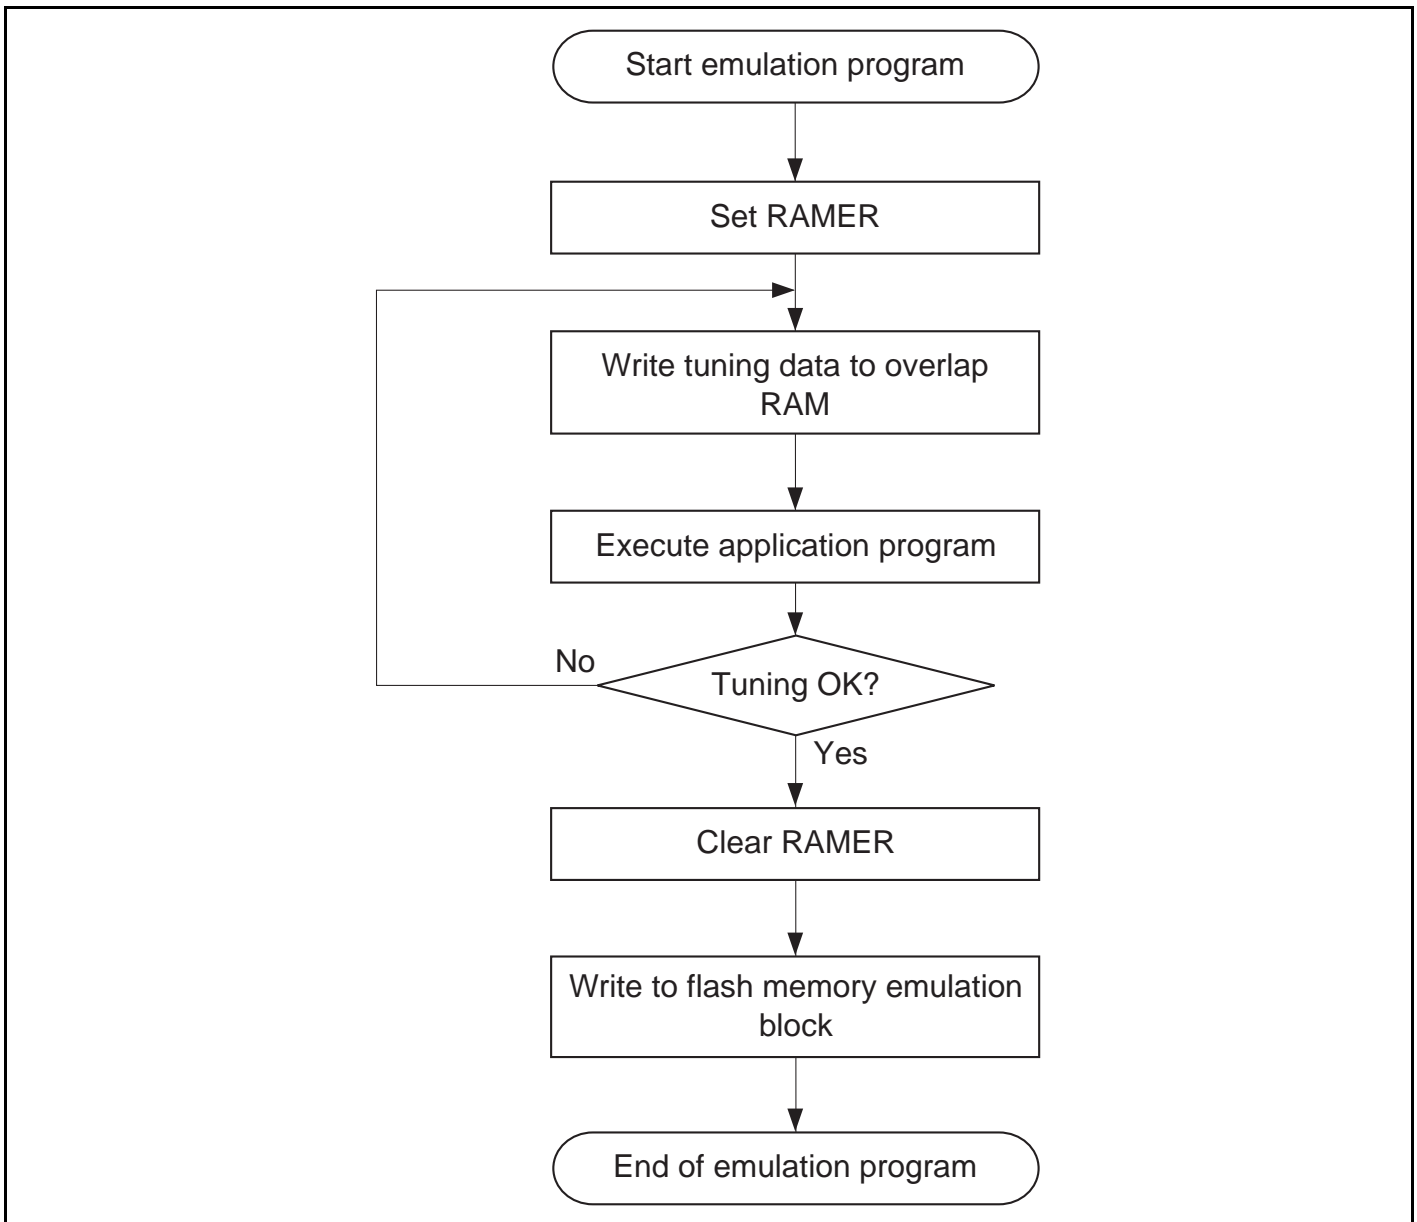 Start emulation program
Set RAMER
Write tuning data to overlap
RAM
Execute application program
No
Tuning OK?
Yes
Clear RAMER
Write to flash memory emulation
block
End of emulation program